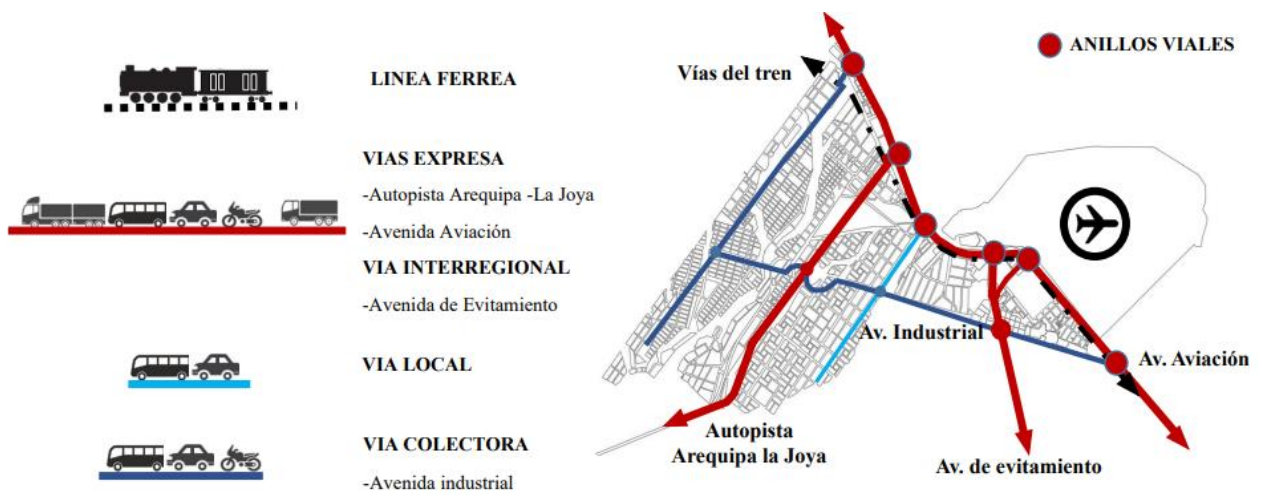 LINEA FERREA
VIAS EXPRESA
-Autopista Arequipa -La Joya
-Avenida Aviación
VIA INTERREGIONAL
-Avenida de Evitamiento
VIA LOCAL
VIA COLECTORA
-Avenida industrial
ANILLOS VIALES
Vías del tren
Av. Industrial
Av. Aviación
Autopista
Arequipa la Joya
Av. de evitamiento